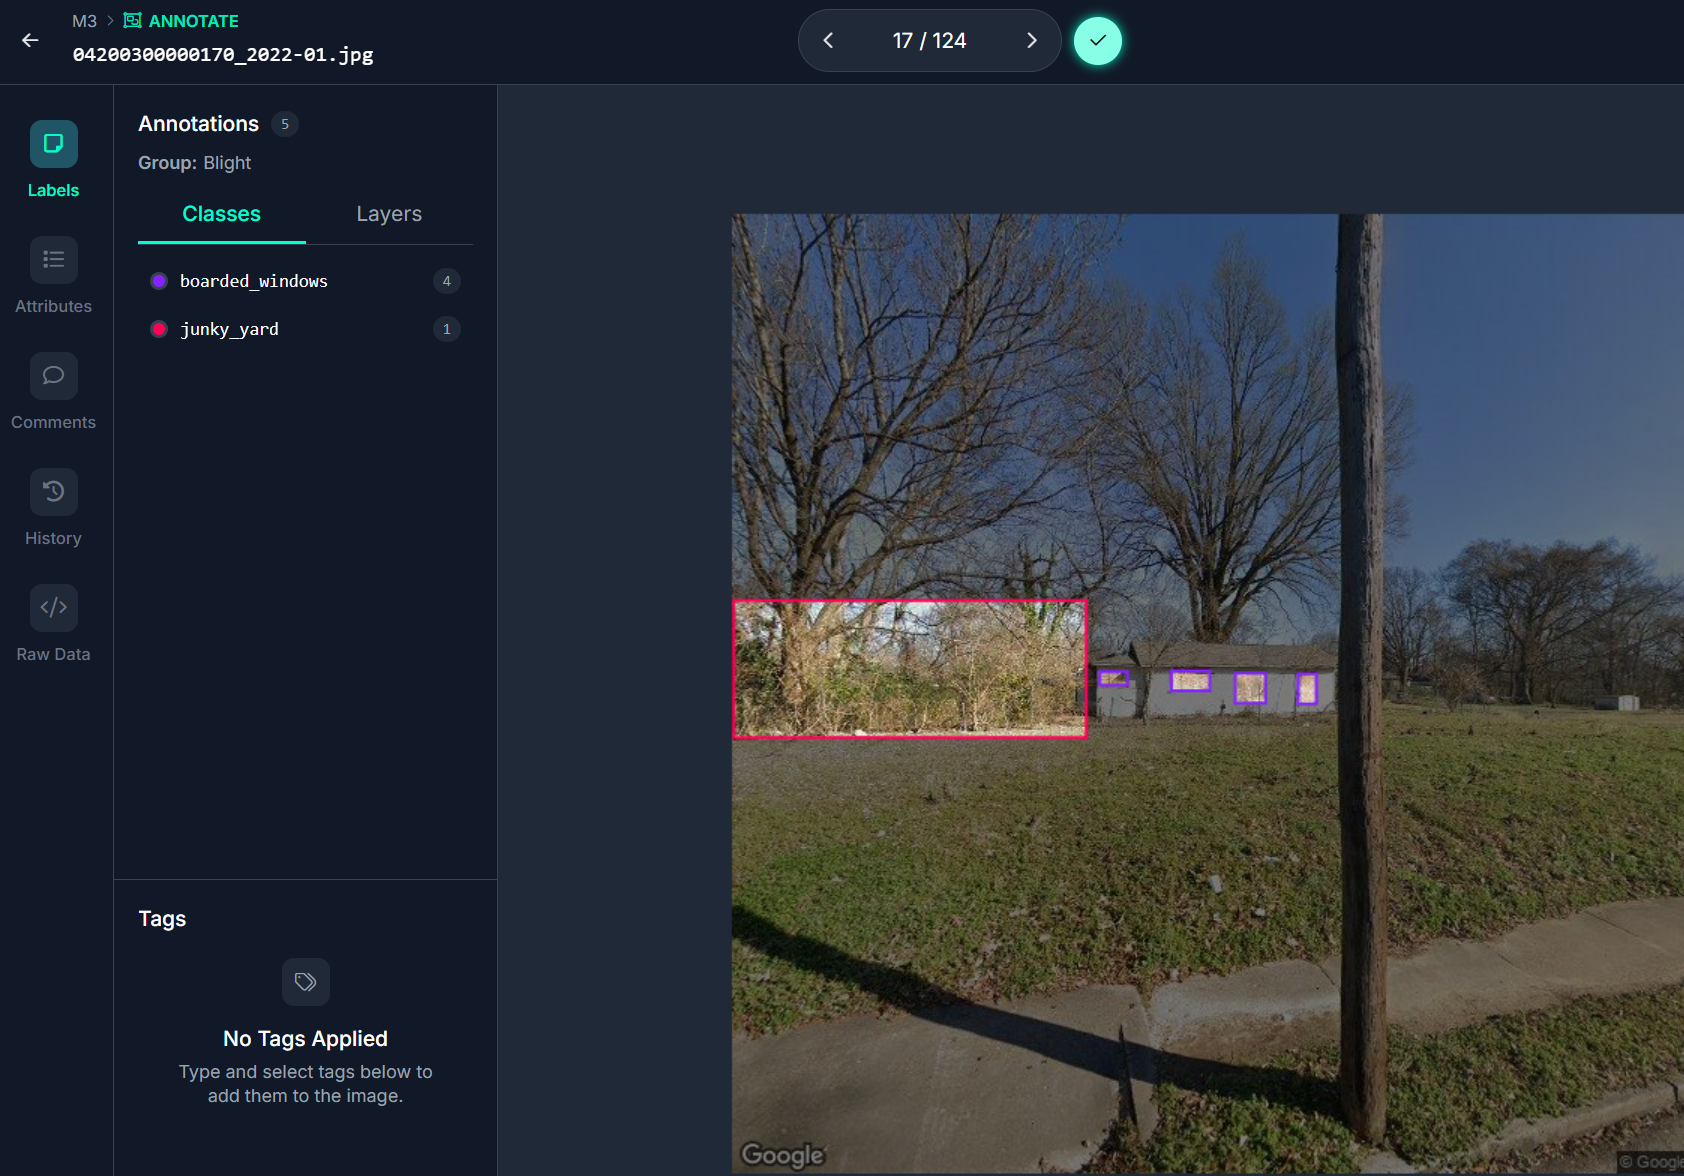 M3 > ANNOTATE
04200300000170_2022-01.jpg
17 / 124
Labels
Attributes
Comments
History
Raw Data
Annotations 5
Group: Blight
Classes Layers
boarded_windows 4
junky_yard 1
Tags
No Tags Applied
Type and select tags below to
add them to the image.
Google
© Google